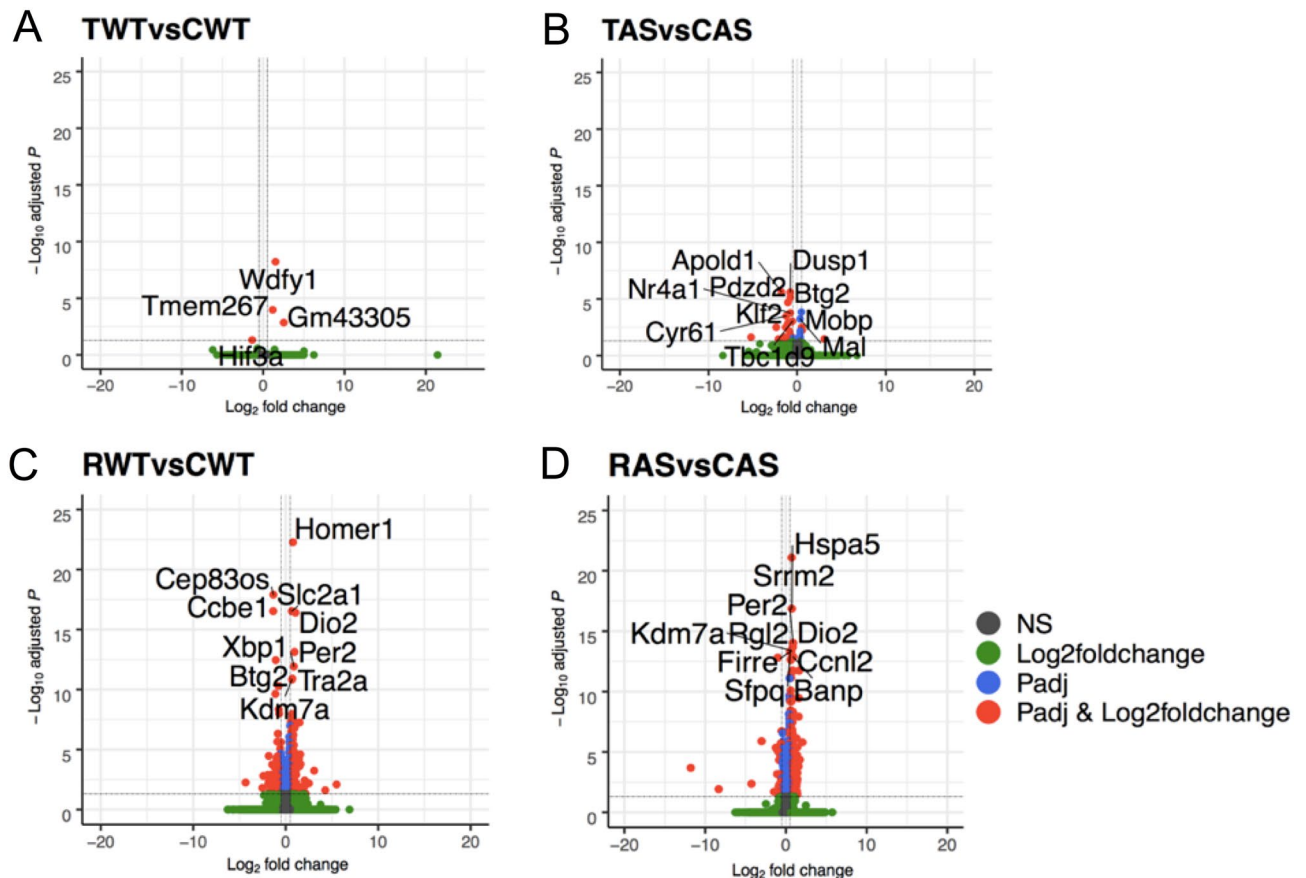 A TWTvsCWT
25
20
15
10
5
0
−Log₁₀ adjusted P
Wdfy1
Tmem267
Gm43305
Hif3a
−20 −10 0 10 20
Log₂ fold change
B TASvsCAS
25
20
15
10
5
0
−Log₁₀ adjusted P
Apold1 Dusp1
Nr4a1 Pdzd2 Btg2
Klf2
Cyr61 Mobp
Tbc1d9 Mal
−20 −10 0 10 20
Log₂ fold change
C RWTvsCWT
25
20
15
10
5
0
−Log₁₀ adjusted P
Homer1
Cep83os Slc2a1
Ccbe1
Dio2
Xbp1 Per2
Btg2 Tra2a
Kdm7a
−20 −10 0 10 20
Log₂ fold change
D RASvsCAS
25
20
15
10
5
0
−Log₁₀ adjusted P
Hspa5
Srrm2
Per2
Kdm7a Rgl2 Dio2
Firre Ccnl2
Sfpq Banp
−20 −10 0 10 20
Log₂ fold change
NS
Log2foldchange
Padj
Padj & Log2foldchange